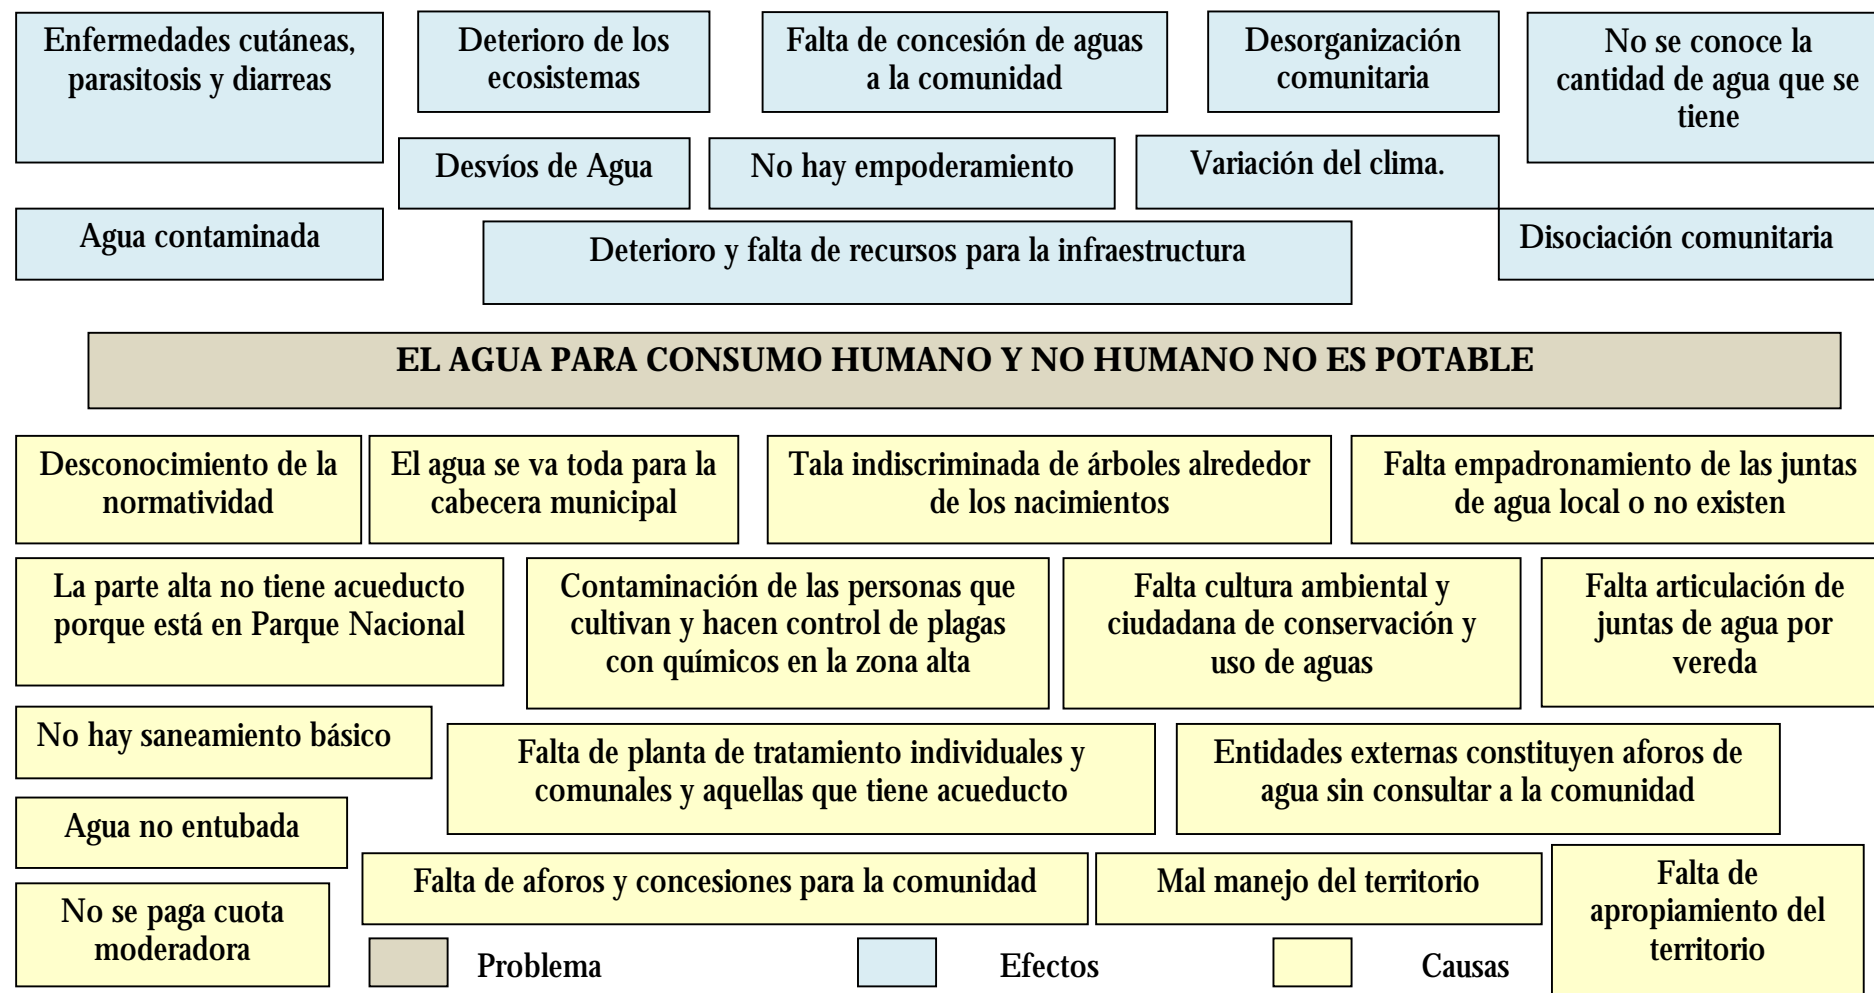 Enfermedades cutáneas,
parasitosis y diarreas
Deterioro de los
ecosistemas
Falta de concesión de aguas
a la comunidad
Desorganización
comunitaria
No se conoce la
cantidad de agua que se
tiene
Desvíos de Agua
No hay empoderamiento
Variación del clima.
Agua contaminada
Deterioro y falta de recursos para la infraestructura
Disociación comunitaria
EL AGUA PARA CONSUMO HUMANO Y NO HUMANO NO ES POTABLE
Desconocimiento de la
normatividad
El agua se va toda para la
cabecera municipal
Tala indiscriminada de árboles alrededor
de los nacimientos
Falta empadronamiento de las juntas
de agua local o no existen
La parte alta no tiene acueducto
porque está en Parque Nacional
Contaminación de las personas que
cultivan y hacen control de plagas
con químicos en la zona alta
Falta cultura ambiental y
ciudadana de conservación y
uso de aguas
Falta articulación de
juntas de agua por
vereda
No hay saneamiento básico
Falta de planta de tratamiento individuales y
comunales y aquellas que tiene acueducto
Entidades externas constituyen aforos de
agua sin consultar a la comunidad
Agua no entubada
Falta de aforos y concesiones para la comunidad
Mal manejo del territorio
Falta de
apropiamiento del
territorio
No se paga cuota
moderadora
Problema
Efectos
Causas